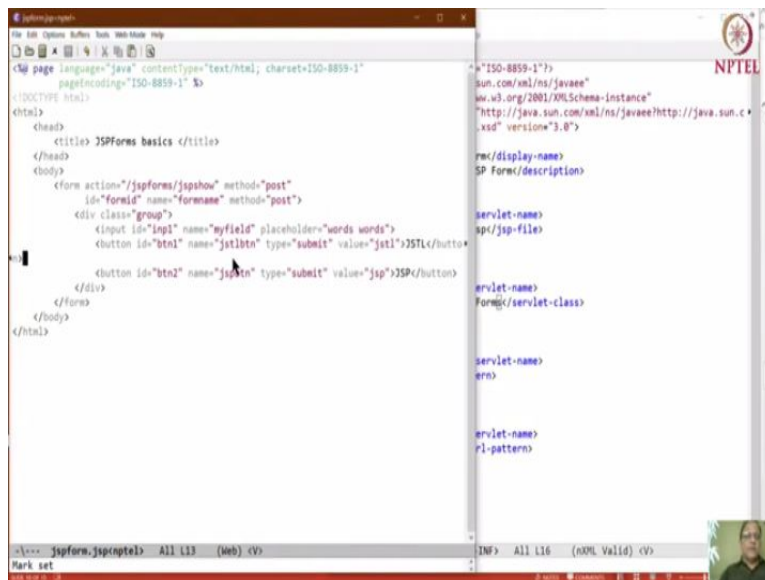 jspform.jsp<nptel>
File Edit Options Buffers Tools Web-Mode Help
NPTEL
<%@ page language="java" contentType="text/html; charset=ISO-8859-1"
pageEncoding="ISO-8859-1" %>
<!DOCTYPE html>
<html>
<head>
<title> JSPForms basics </title>
</head>
<body>
<form action="/jspforms/jspshow" method="post"
id="formid" name="formname" method="post">
<div class="group">
<input id="inp1" name="myfield" placeholder="words words">
<button id="btn1" name="jstlbtn" type="submit" value="jstl">JSTL</butto
n>
<button id="btn2" name="jspbtn" type="submit" value="jsp">JSP</button>
</div>
</form>
</body>
</html>
="ISO-8859-1"?>
sun.com/xml/ns/javaee"
ww.w3.org/2001/XMLSchema-instance"
"http://java.sun.com/xml/ns/javaee?http://java.sun.c
.xsd" version="3.0">
rm</display-name>
SP Form</description>
servlet-name>
sp</jsp-file>
ervlet-name>
Forms</servlet-class>
servlet-name>
ern>
ervlet-name>
rl-pattern>
-\--- jspform.jsp<nptel> All L13 (Web) <V>
-INF> All L16 (nXML Valid) <V>
Mark set
NOTES COMMENTS